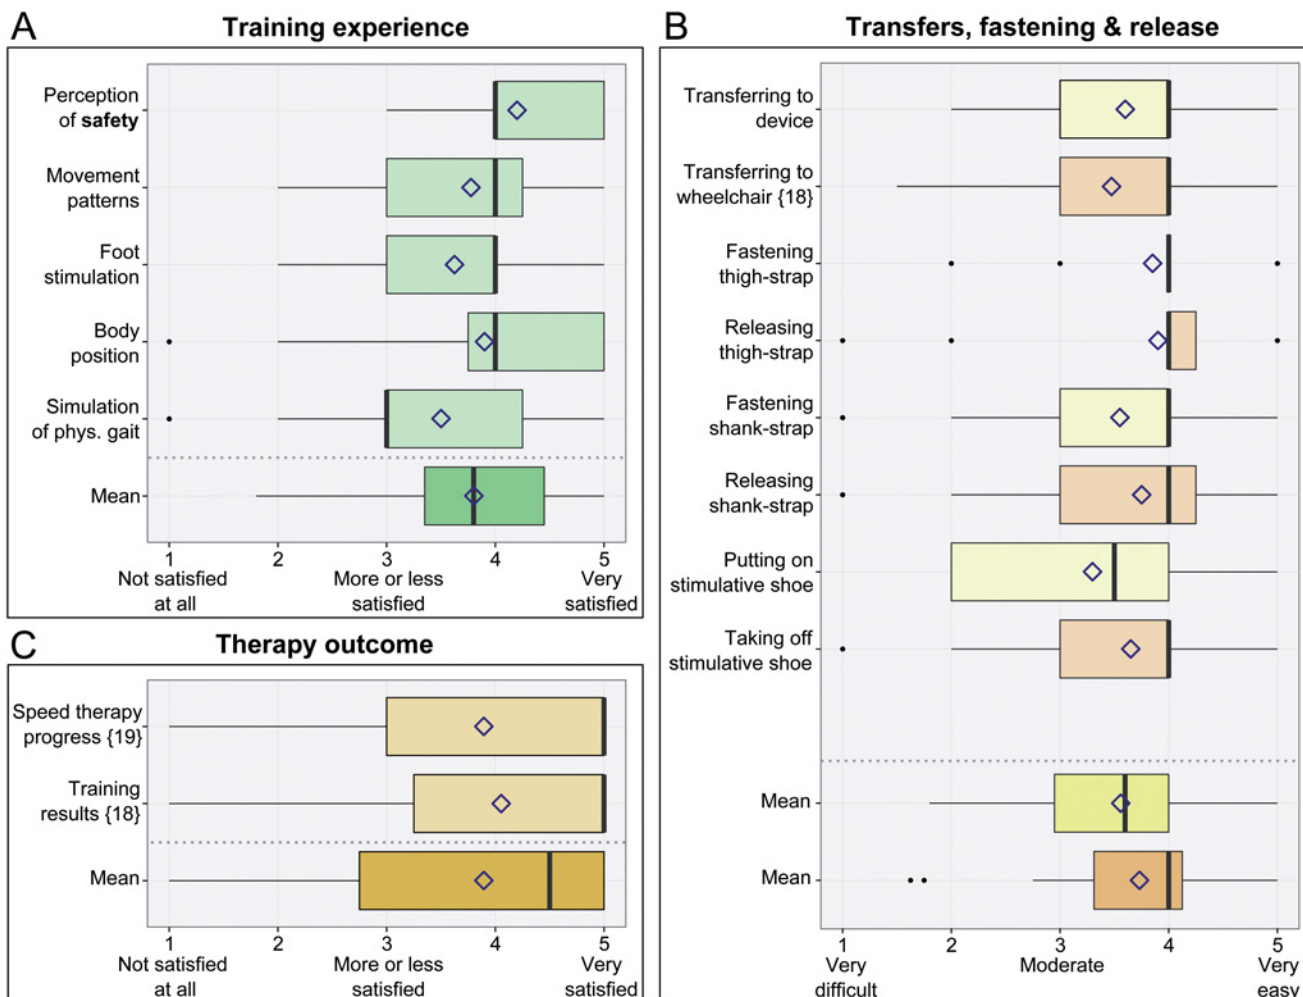 A
Training experience
Perception
of safety
Movement
patterns
Foot
stimulation
Body
position
Simulation
of phys. gait
Mean
1 2 3 4 5
Not satisfied More or less Very
at all satisfied satisfied
B
Transfers, fastening & release
Transferring to
device
Transferring to
wheelchair {18}
Fastening
thigh-strap
Releasing
thigh-strap
Fastening
shank-strap
Releasing
shank-strap
Putting on
stimulative shoe
Taking off
stimulative shoe
Mean
Mean
1 2 3 4 5
Very Moderate Very
difficult easy
C
Therapy outcome
Speed therapy
progress {19}
Training
results {18}
Mean
1 2 3 4 5
Not satisfied More or less Very
at all satisfied satisfied